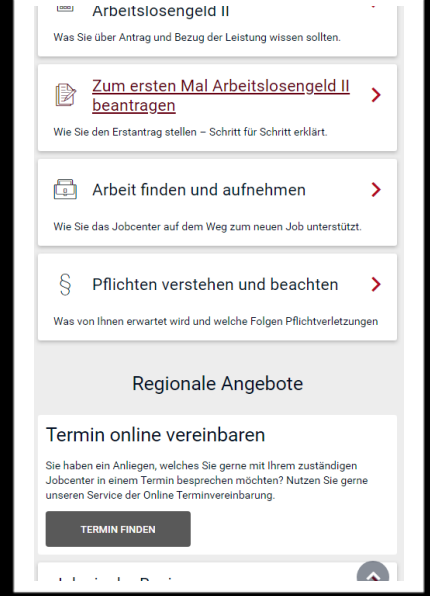 Arbeitslosengeld II
Was Sie über Antrag und Bezug der Leistung wissen sollten.
Zum ersten Mal Arbeitslosengeld II
beantragen
Wie Sie den Erstantrag stellen – Schritt für Schritt erklärt.
Arbeit finden und aufnehmen
Wie Sie das Jobcenter auf dem Weg zum neuen Job unterstützt.
§ Pflichten verstehen und beachten
Was von Ihnen erwartet wird und welche Folgen Pflichtverletzungen
Regionale Angebote
Termin online vereinbaren
Sie haben ein Anliegen, welches Sie gerne mit Ihrem zuständigen
Jobcenter in einem Termin besprechen möchten? Nutzen Sie gerne
unseren Service der Online Terminvereinbarung.
TERMIN FINDEN